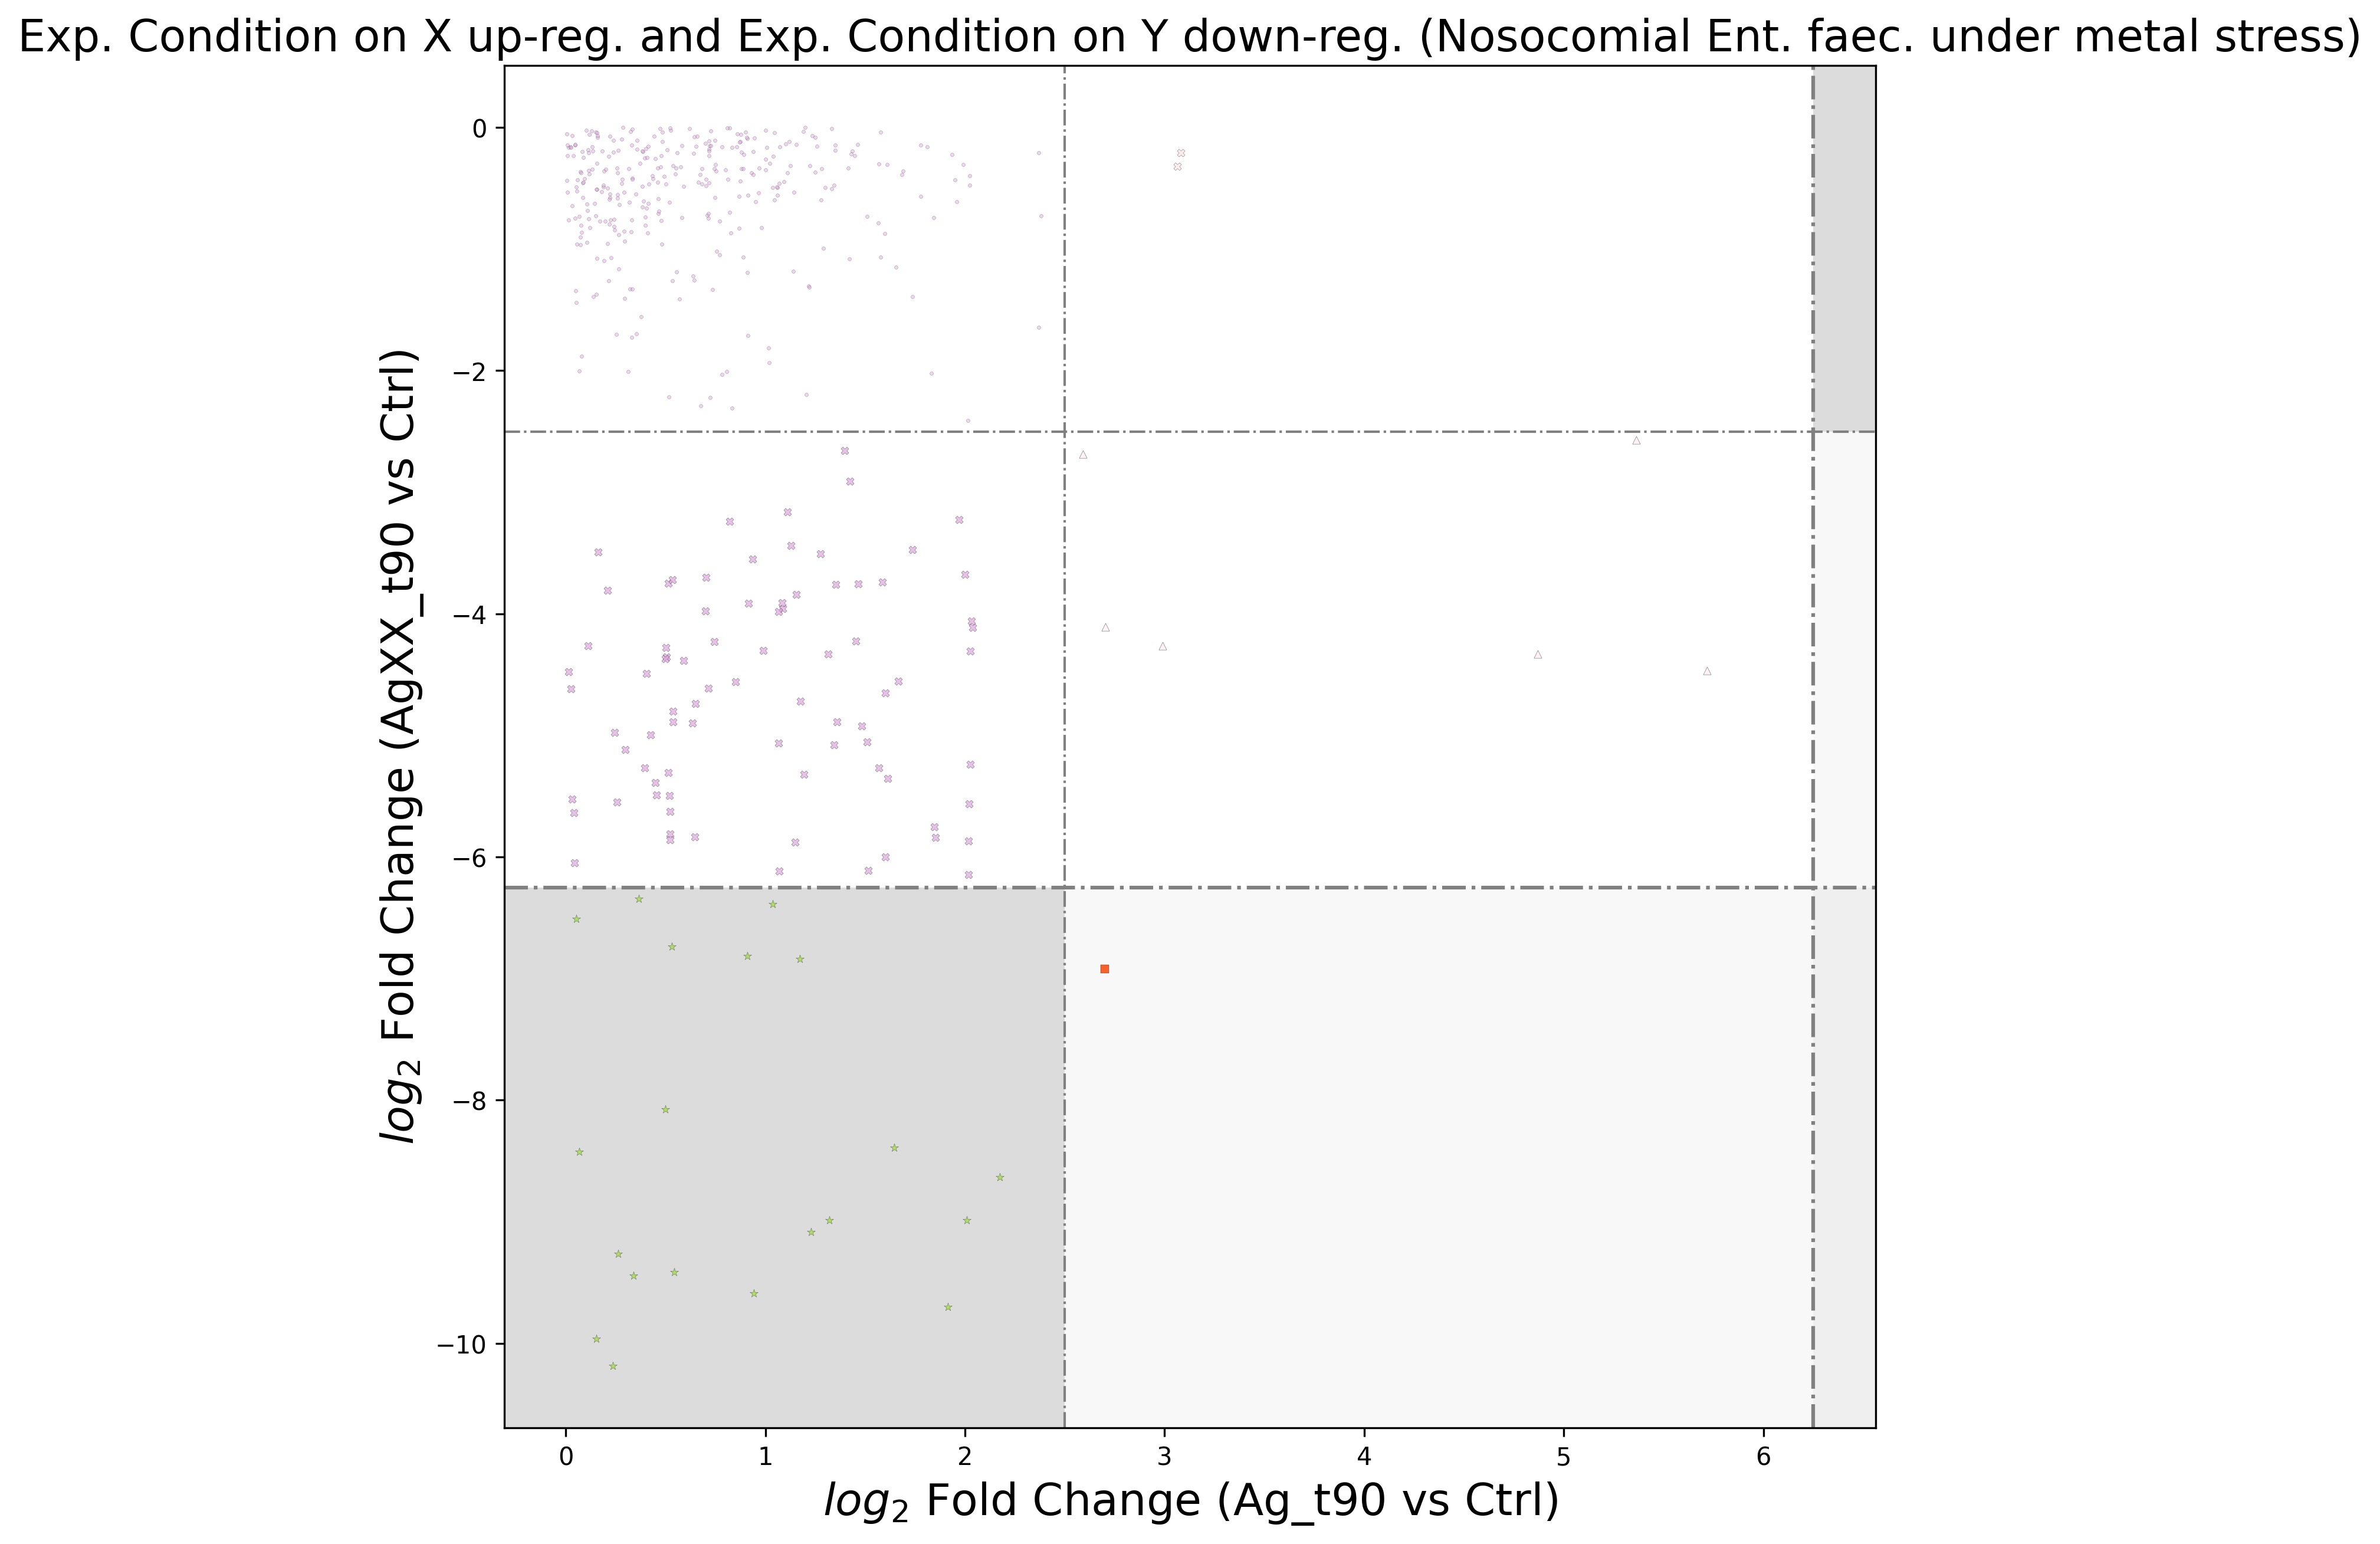 Exp. Condition on X up-reg. and Exp. Condition on Y down-reg. (Nosocomial Ent. faec. under metal stress)
log2 Fold Change (AgXX_t90 vs Ctrl)
0
−2
−4
−6
−8
−10
0 1 2 3 4 5 6
log2 Fold Change (Ag_t90 vs Ctrl)